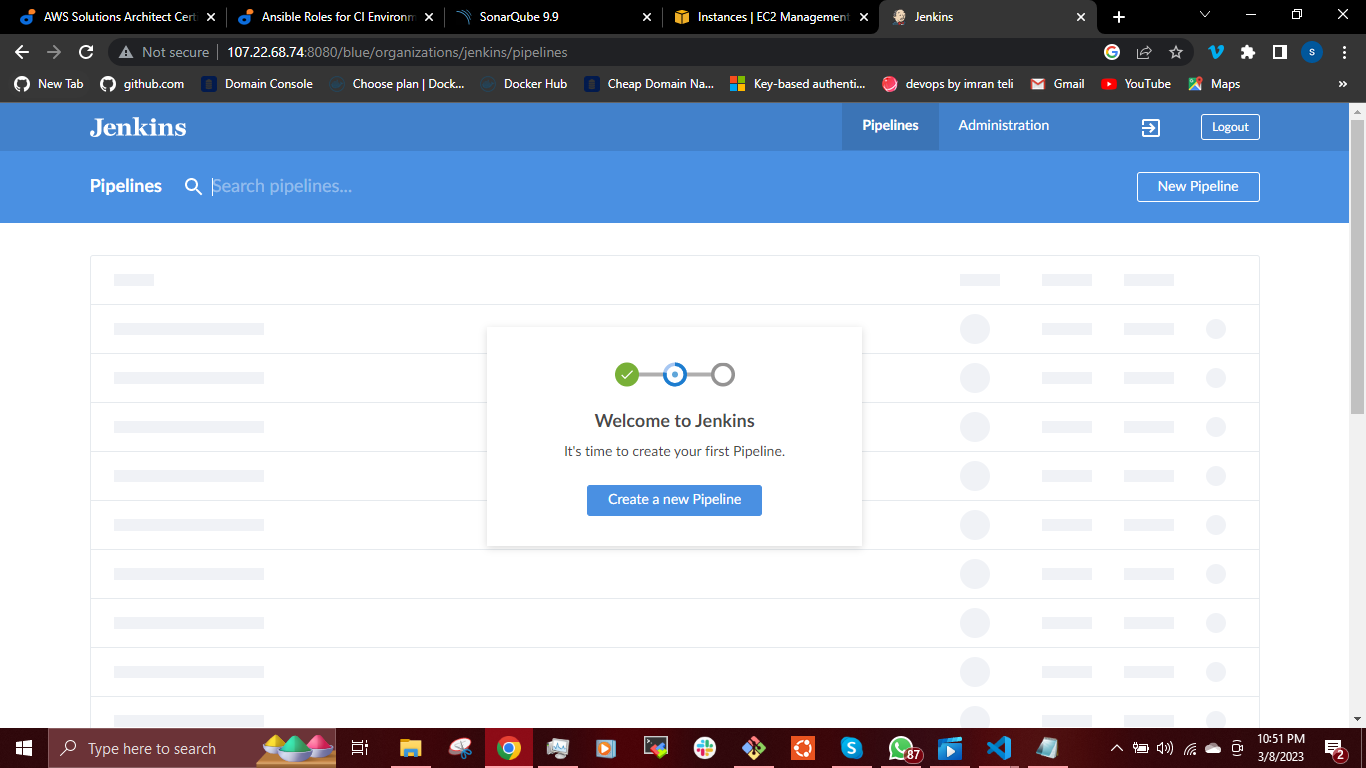 AWS Solutions Architect Cert
Ansible Roles for CI Environm
SonarQube 9.9
Instances | EC2 Management
Jenkins
Not secure
107.22.68.74:8080/blue/organizations/jenkins/pipelines
S
New Tab
github.com
Domain Console
Choose plan | Dock...
Docker Hub
Cheap Domain Na...
Key-based authenti...
devops by imran teli
Gmail
YouTube
Maps
»
Jenkins
Pipelines
Administration
Logout
Pipelines
Search pipelines...
New Pipeline
Welcome to Jenkins
It's time to create your first Pipeline.
Create a new Pipeline
Type here to search
87
10:51 PM
3/8/2023
2